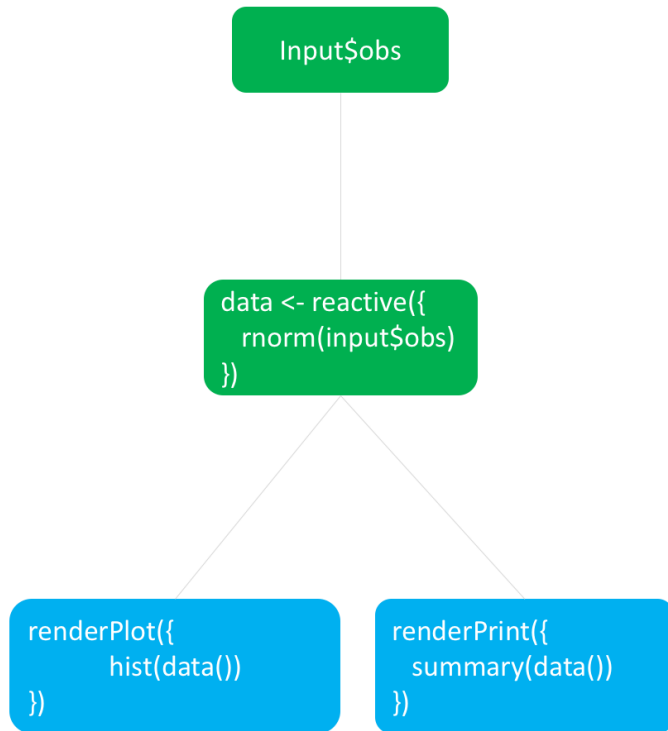 Input$obs
data <- reactive({
rnorm(input$obs)
})
renderPlot({
hist(data())
})
renderPrint({
summary(data())
})